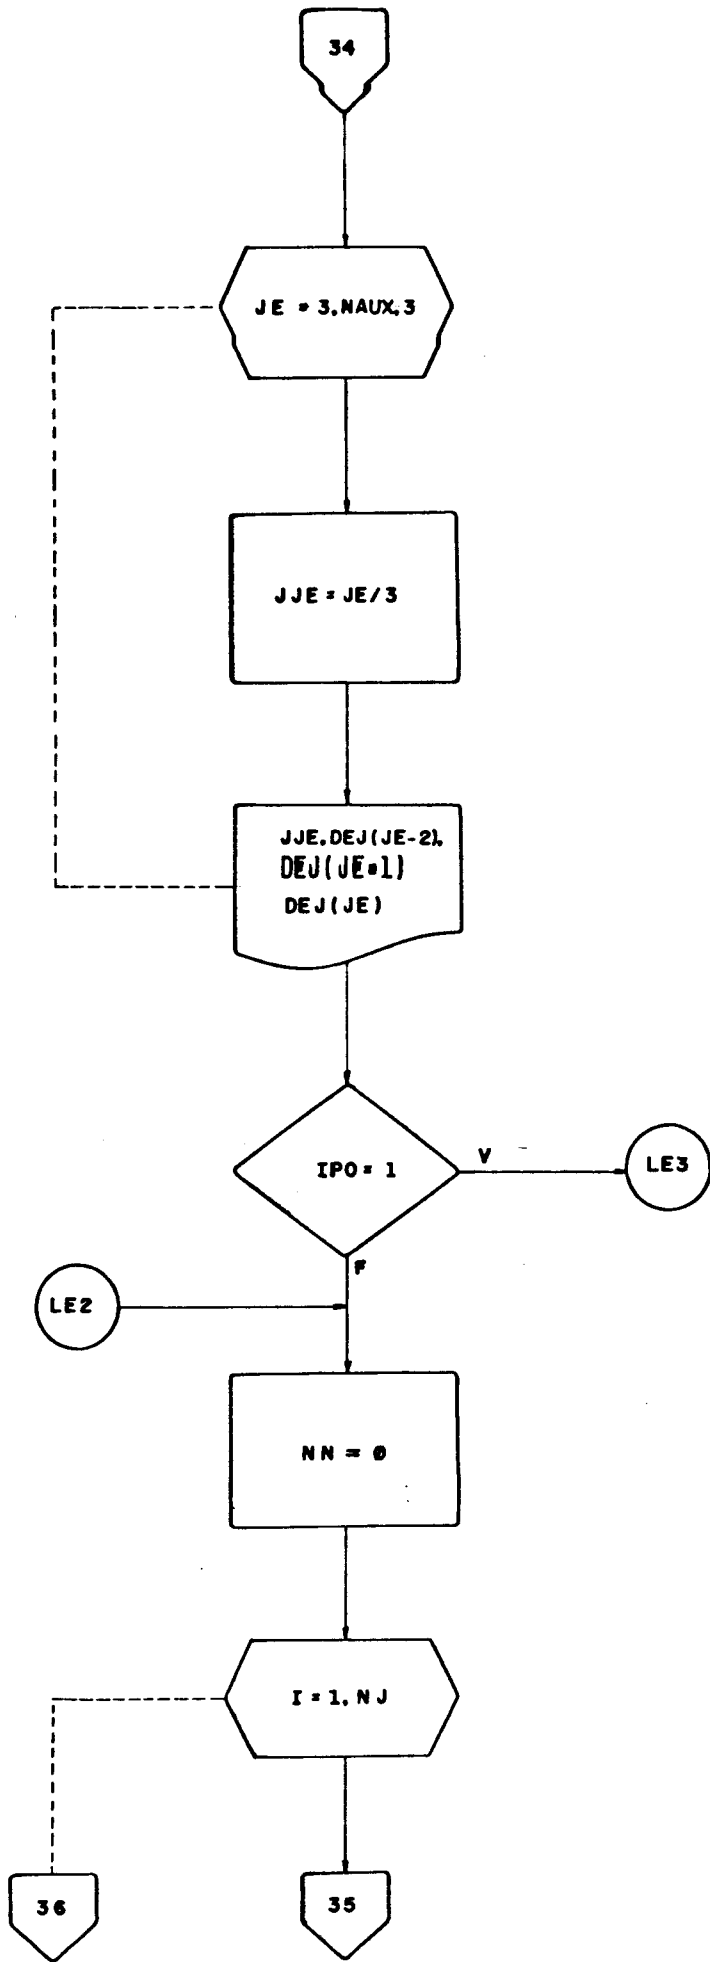 34
JE = 3,NAUX,3
JJE = JE/3
JJE, DEJ(JE-2),
DEJ(JE=1)
DEJ(JE)
IPO = 1
V
LE3
F
LE2
NN = 0
I = 1, NJ
36
35